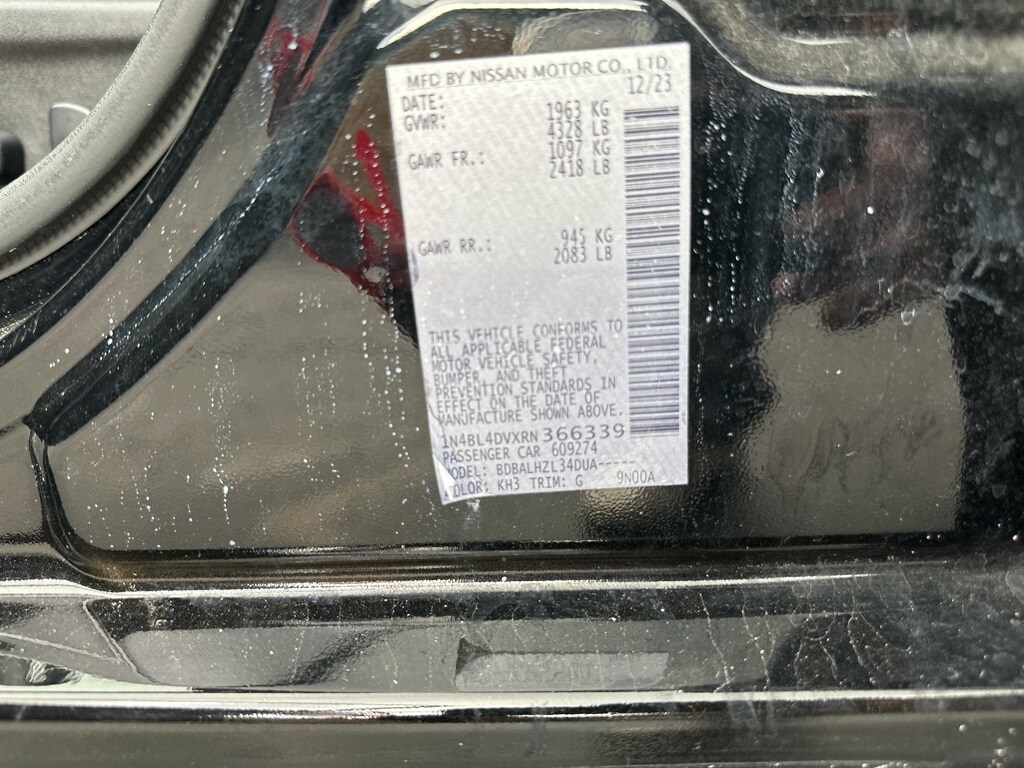 MFD BY NISSAN MOTOR CO., LTD.
DATE: 12/23
GVWR: 1963 KG
4328 LB
GAWR FR.: 1097 KG
2418 LB
GAWR RR.: 945 KG
2083 LB
THIS VEHICLE CONFORMS TO
ALL APPLICABLE FEDERAL
MOTOR VEHICLE SAFETY,
BUMPER AND THEFT
PREVENTION STANDARDS IN
EFFECT ON THE DATE OF
MANUFACTURE SHOWN ABOVE.
1N4BL4DVXRN366339
PASSENGER CAR 609274
MODEL: BDBALHZL34DUA-----
COLOR: KH3 TRIM: G 9N00A